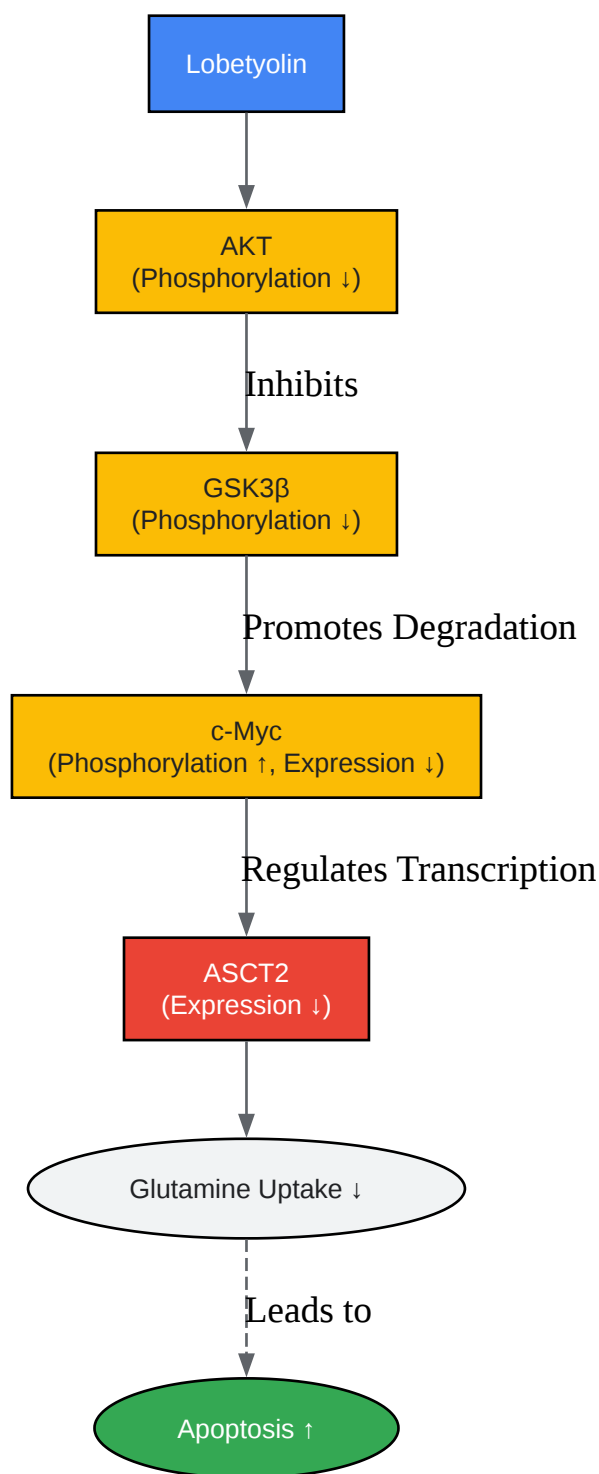 Lobetyolin
AKT
(Phosphorylation ↓)
Inhibits
GSK3β
(Phosphorylation ↓)
Promotes Degradation
c-Myc
(Phosphorylation ↑, Expression ↓)
Regulates Transcription
ASCT2
(Expression ↓)
Glutamine Uptake ↓
Leads to
Apoptosis ↑